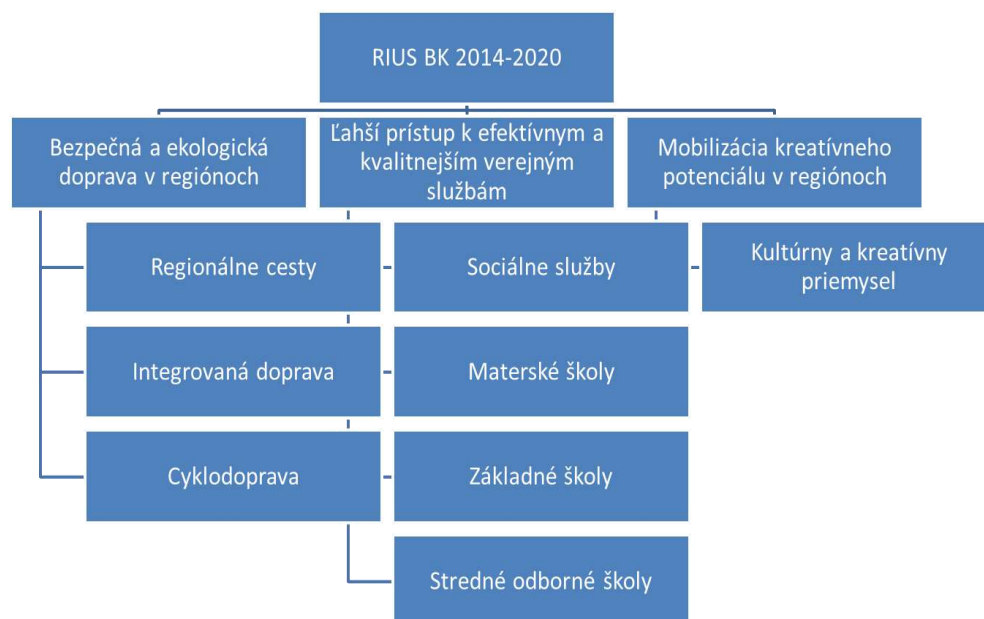 RIUS BK 2014-2020
Bezpečná a ekologická
doprava v regiónoch
Ľahší prístup k efektívnym a
kvalitnejším verejným
službám
Mobilizácia kreatívneho
potenciálu v regiónoch
Regionálne cesty
Sociálne služby
Kultúrny a kreatívny
priemysel
Integrovaná doprava
Materské školy
Cyklodoprava
Základné školy
Stredné odborné školy